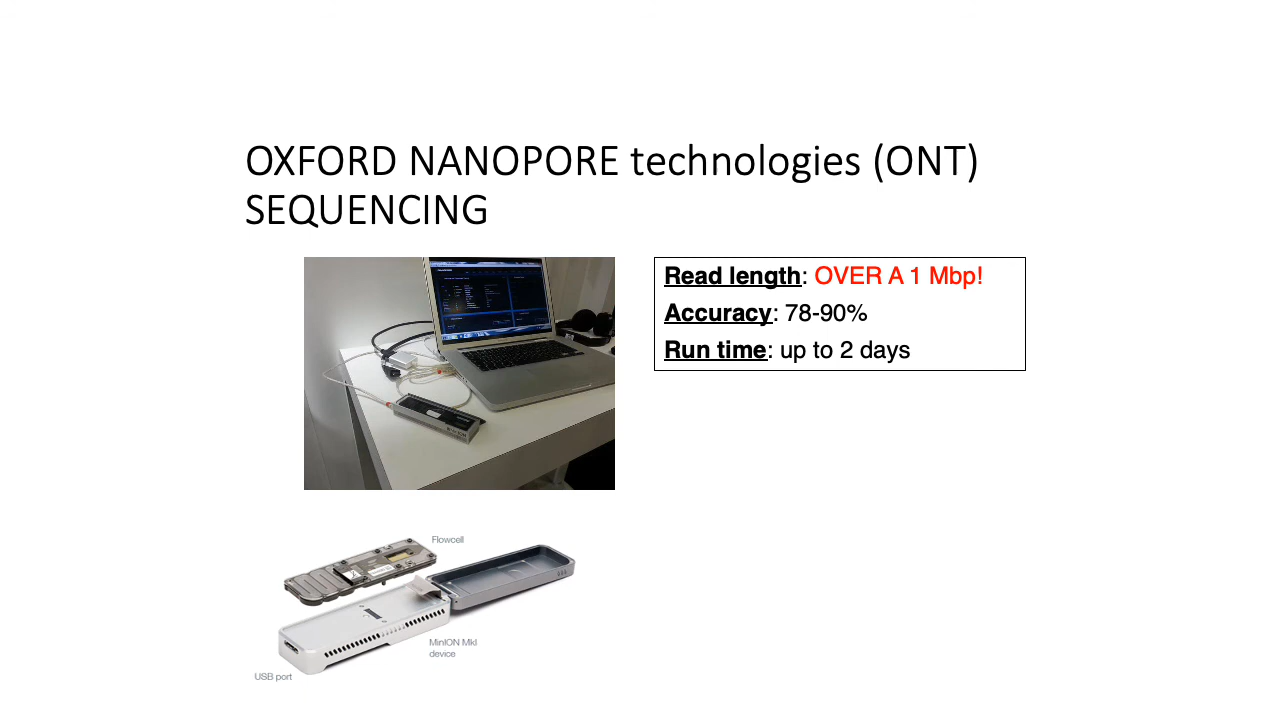 OXFORD NANOPORE technologies (ONT)
SEQUENCING
Read length: OVER A 1 Mbp!
Accuracy: 78-90%
Run time: up to 2 days
Flowcell
MinION MkI
device
USB port